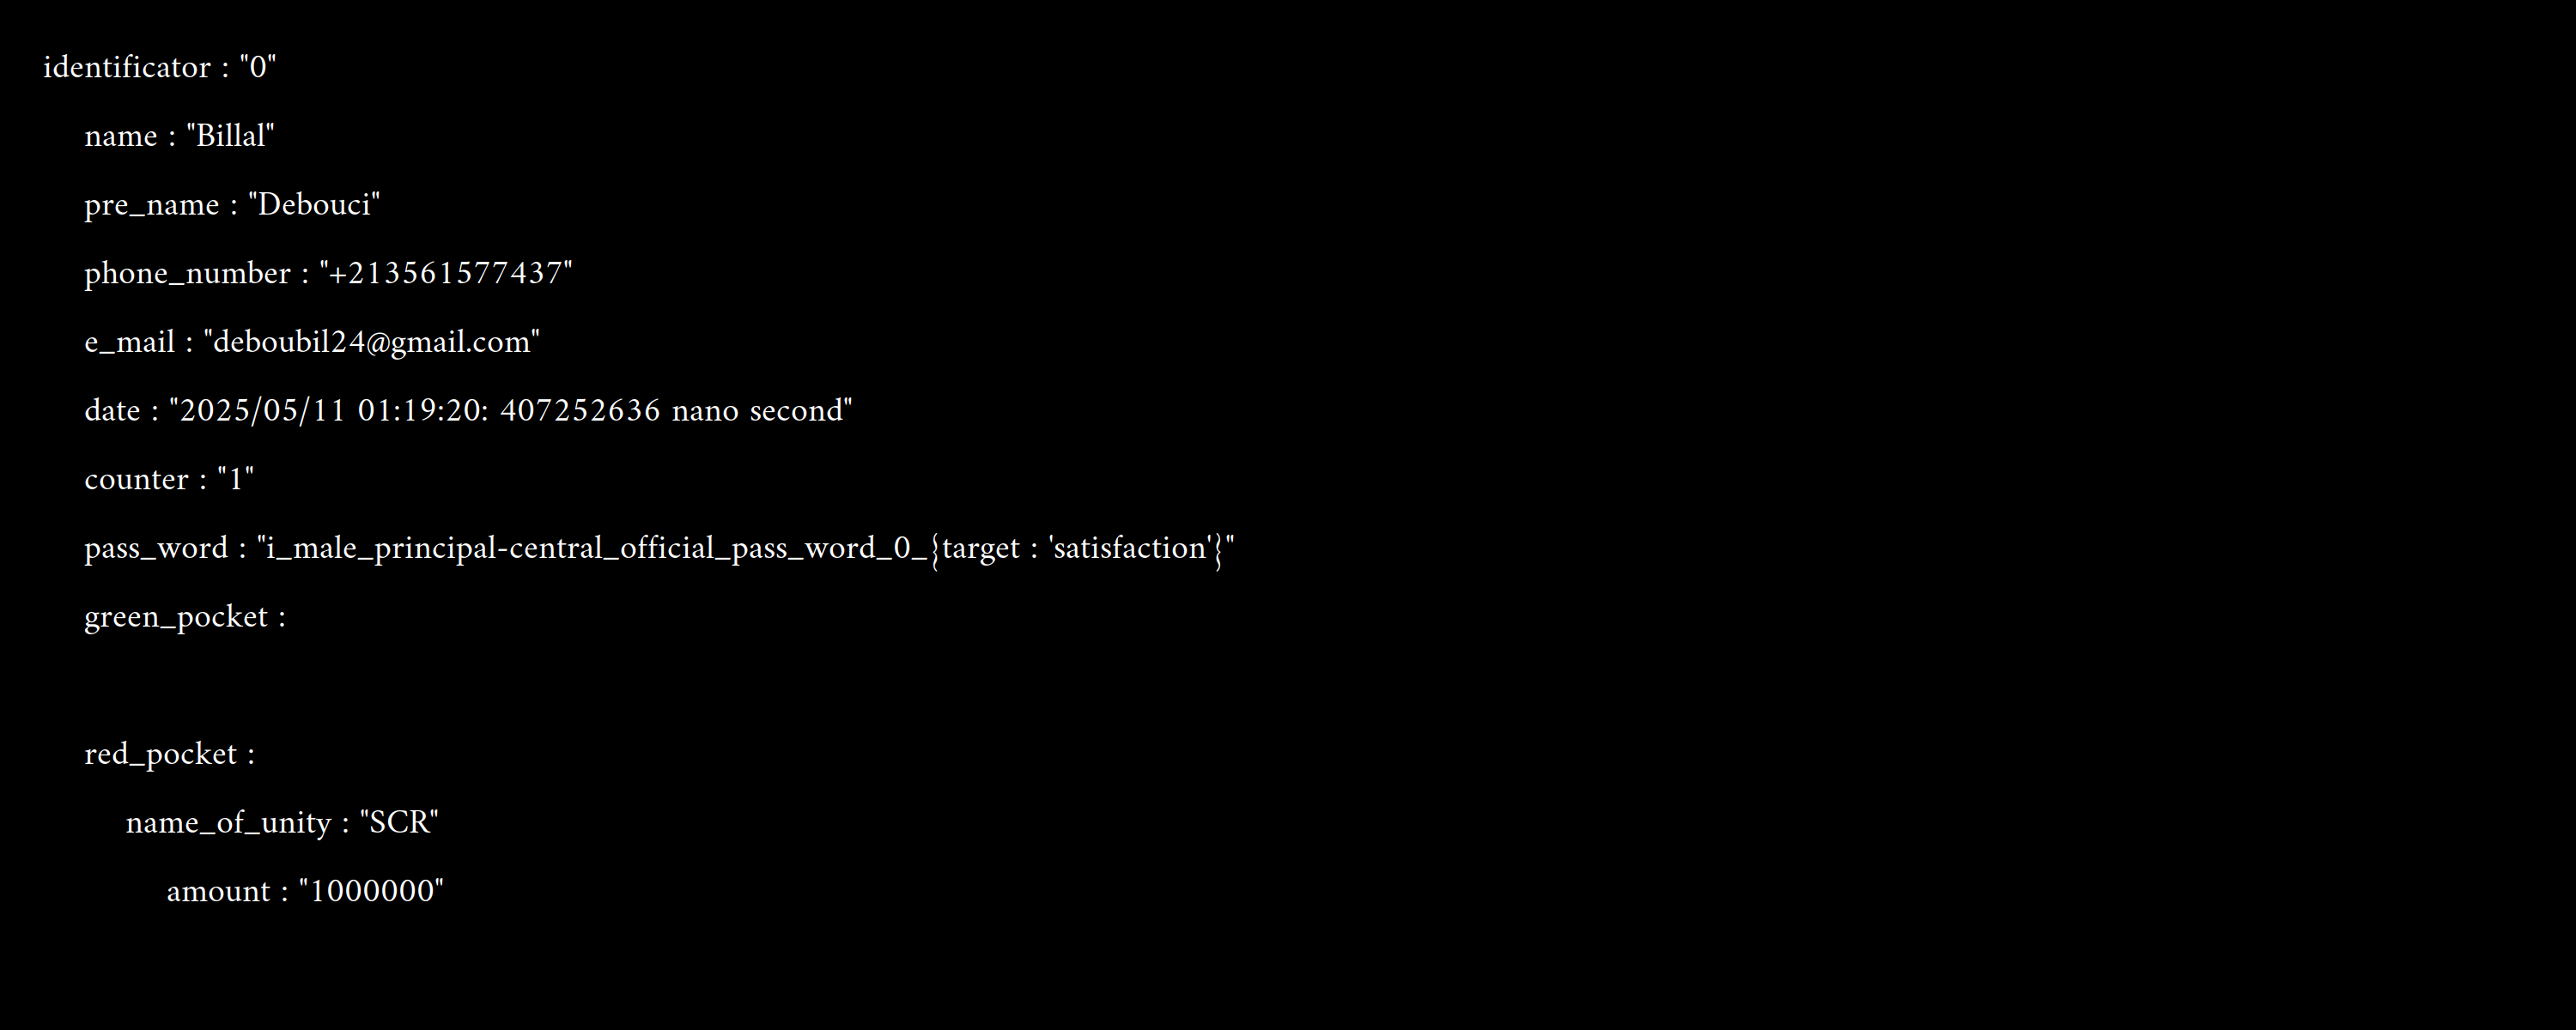 identificator : "0"
name : "Billal"
pre_name : "Debouci"
phone_number : "+213561577437"
e_mail : "deboubil24@gmail.com"
date : "2025/05/11 01:19:20: 407252636 nano second"
counter : "1"
pass_word : "i_male_principal-central_official_pass_word_0_{target : 'satisfaction'}"
green_pocket :
red_pocket :
name_of_unity : "SCR"
amount : "1000000"